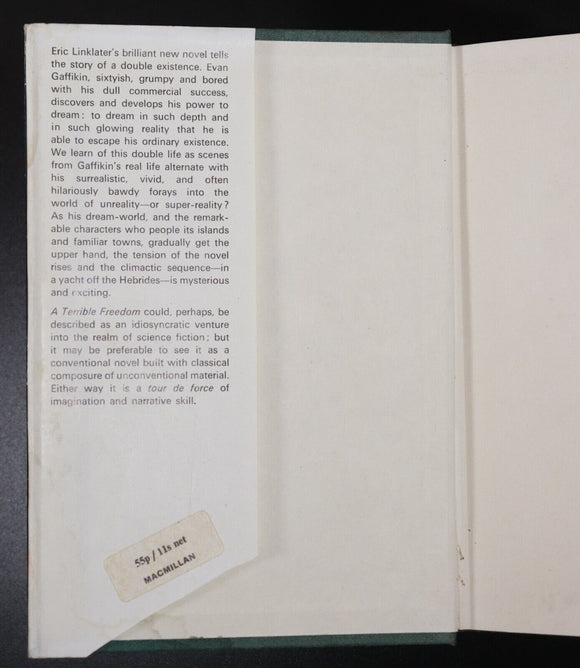 Eric Linklater's brilliant new novel tells
the story of a double existence. Evan
Gaffikin, sixtyish, grumpy and bored
with his dull commercial success,
discovers and develops his power to
dream: to dream in such depth and
in such glowing reality that he is
able to escape his ordinary existence.
We learn of this double life as scenes
from Gaffikin's real life alternate with
his surrealistic, vivid, and often
hilariously bawdy forays into the
world of unreality—or super-reality?
As his dream-world, and the remark-
able characters who people its islands
and familiar towns, gradually get the
upper hand, the tension of the novel
rises and the climactic sequence—in
a yacht off the Hebrides—is mysterious
and exciting.
A Terrible Freedom could, perhaps, be
described as an idiosyncratic venture
into the realm of science fiction; but
it may be preferable to see it as a
conventional novel built with classical
composure of unconventional material.
Either way it is a tour de force of
imagination and narrative skill.
55p / 11s net
MACMILLAN